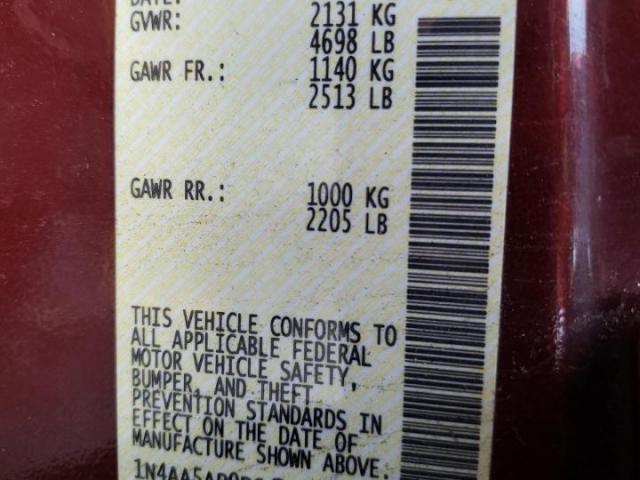 DATE:
GVWR: 2131 KG
4698 LB
GAWR FR.: 1140 KG
2513 LB
GAWR RR.: 1000 KG
2205 LB
THIS VEHICLE CONFORMS TO
ALL APPLICABLE FEDERAL
MOTOR VEHICLE SAFETY,
BUMPER, AND THEFT
PREVENTION STANDARDS IN
EFFECT ON THE DATE OF
MANUFACTURE SHOWN ABOVE.